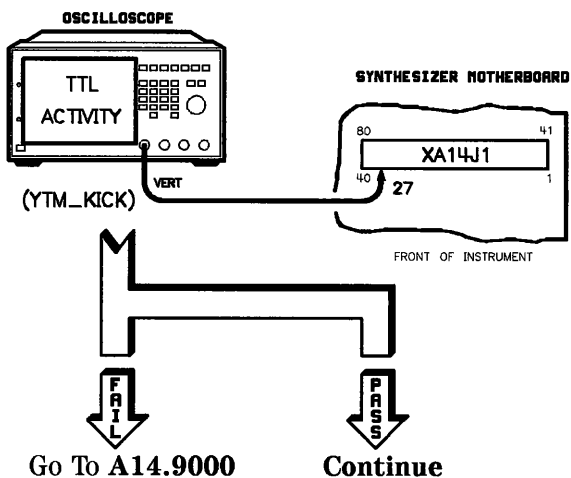 OSCILLOSCOPE
TTL
ACTIVITY
VERT
(YTM_KICK)
SYNTHESIZER MOTHERBOARD
80
41
XA14J1
40
1
27
FRONT OF INSTRUMENT
FAIL
PASS
Go To A14.9000
Continue